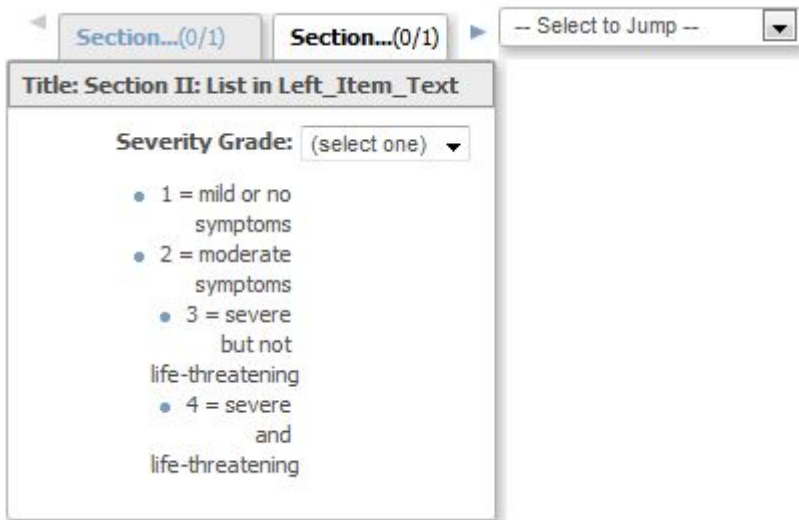 Section...(0/1) Section...(0/1) -- Select to Jump --
Title: Section II: List in Left_Item_Text
Severity Grade: (select one)
• 1 = mild or no
symptoms
• 2 = moderate
symptoms
• 3 = severe
but not
life-threatening
• 4 = severe
and
life-threatening